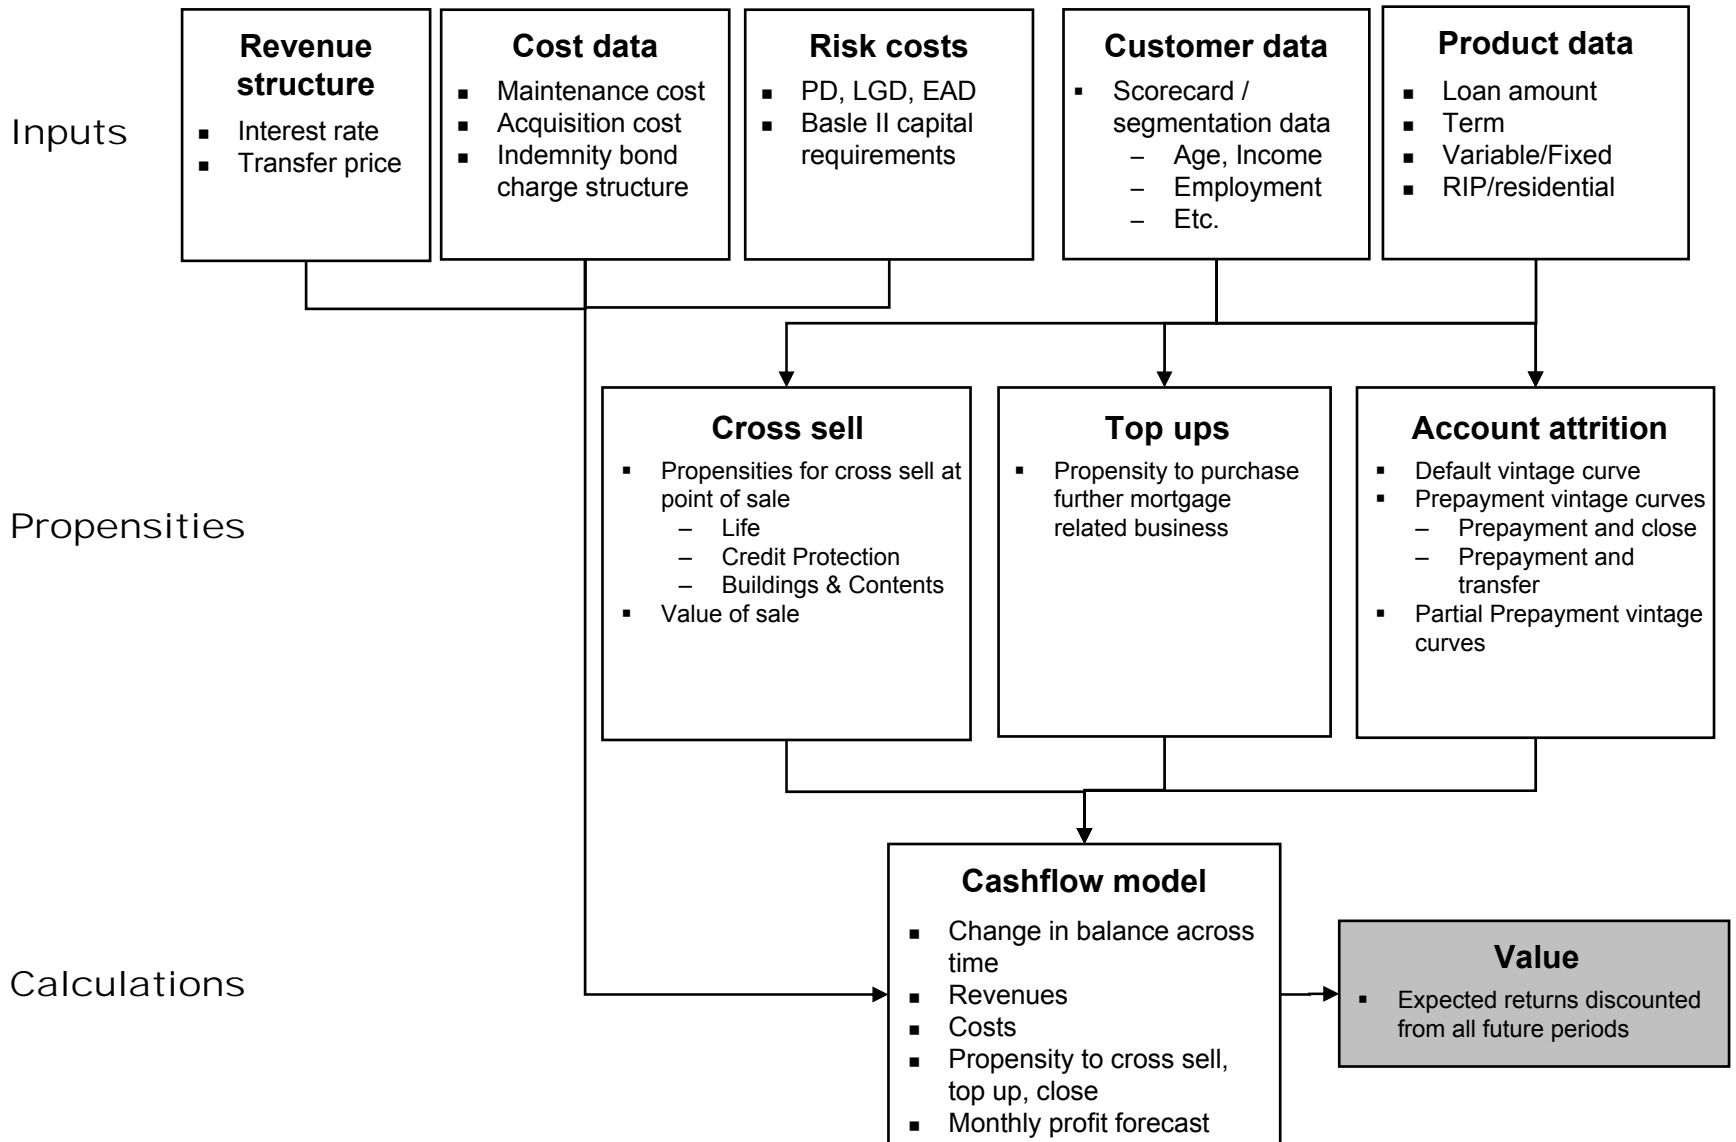 Inputs
Revenue
structure
▪ Interest rate
▪ Transfer price
Cost data
▪ Maintenance cost
▪ Acquisition cost
▪ Indemnity bond
charge structure
Risk costs
▪ PD, LGD, EAD
▪ Basle II capital
requirements
Customer data
▪ Scorecard /
segmentation data
– Age, Income
– Employment
– Etc.
Product data
▪ Loan amount
▪ Term
▪ Variable/Fixed
▪ RIP/residential
Propensities
Cross sell
▪ Propensities for cross sell at
point of sale
– Life
– Credit Protection
– Buildings & Contents
▪ Value of sale
Top ups
▪ Propensity to purchase
further mortgage
related business
Account attrition
▪ Default vintage curve
▪ Prepayment vintage curves
– Prepayment and close
– Prepayment and
transfer
▪ Partial Prepayment vintage
curves
Calculations
Cashflow model
▪ Change in balance across
time
▪ Revenues
▪ Costs
▪ Propensity to cross sell,
top up, close
▪ Monthly profit forecast
Value
▪ Expected returns discounted
from all future periods